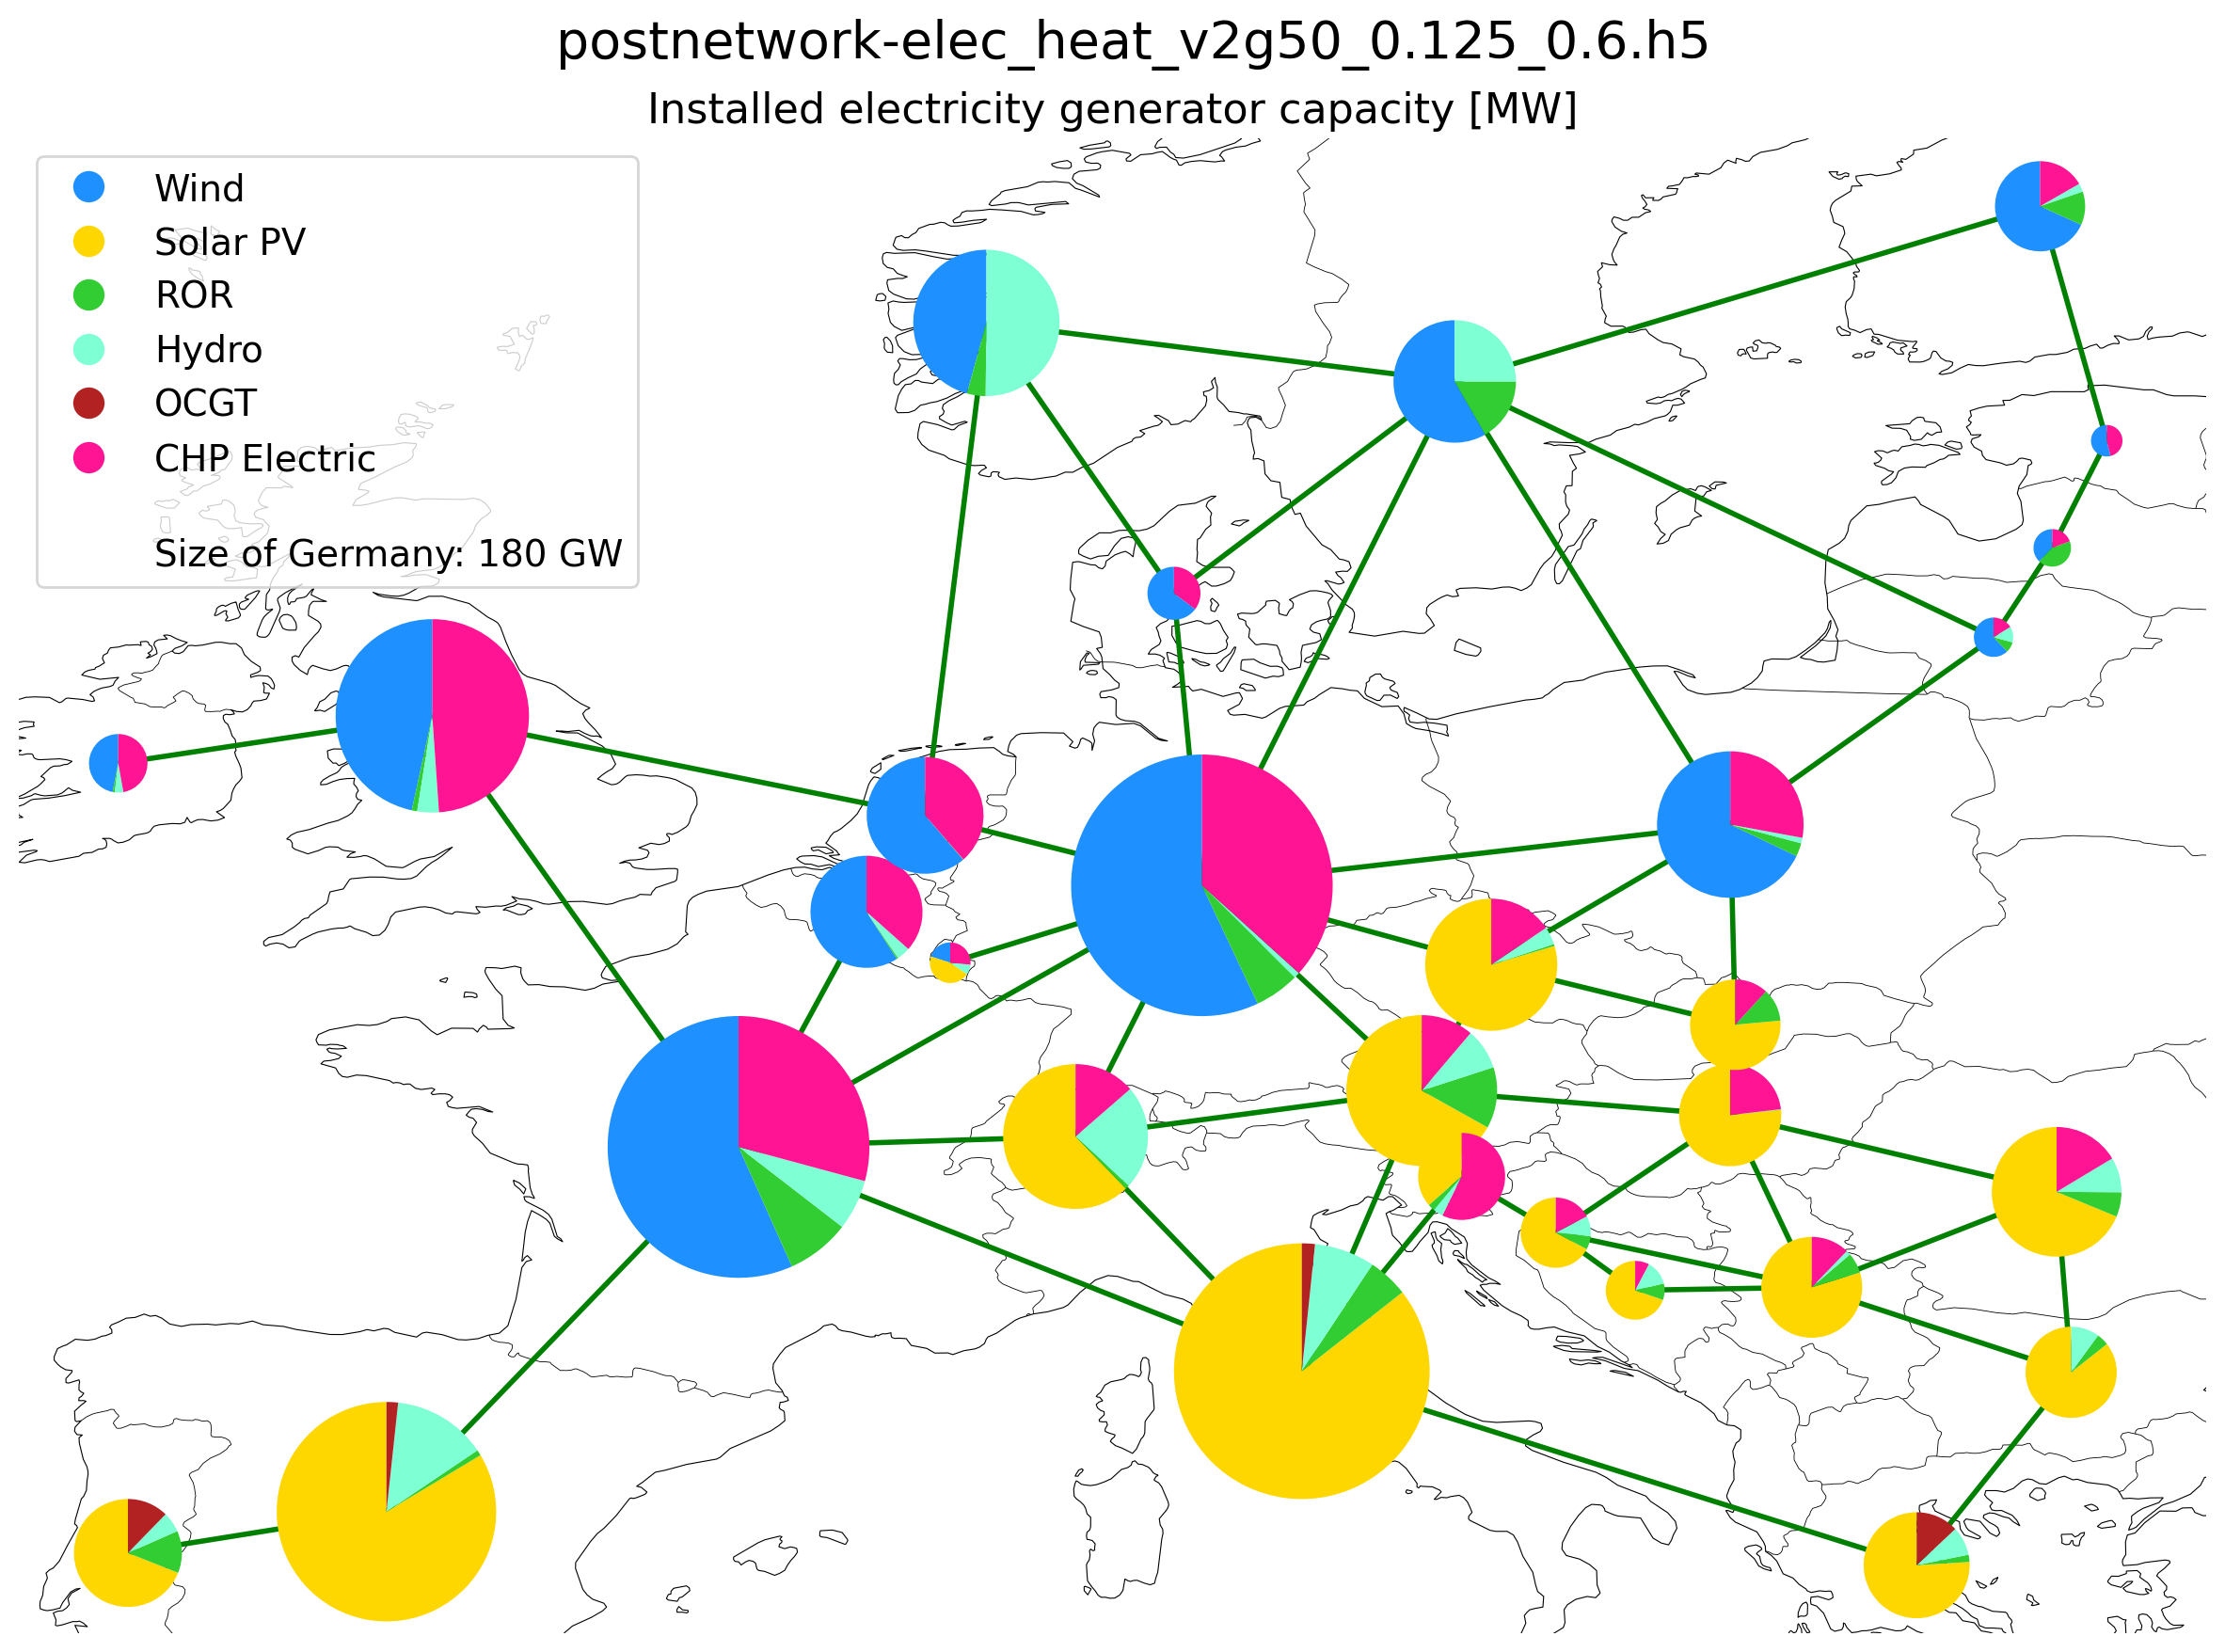 postnetwork-elec_heat_v2g50_0.125_0.6.h5
Installed electricity generator capacity [MW]
Wind
Solar PV
ROR
Hydro
OCGT
CHP Electric
Size of Germany: 180 GW